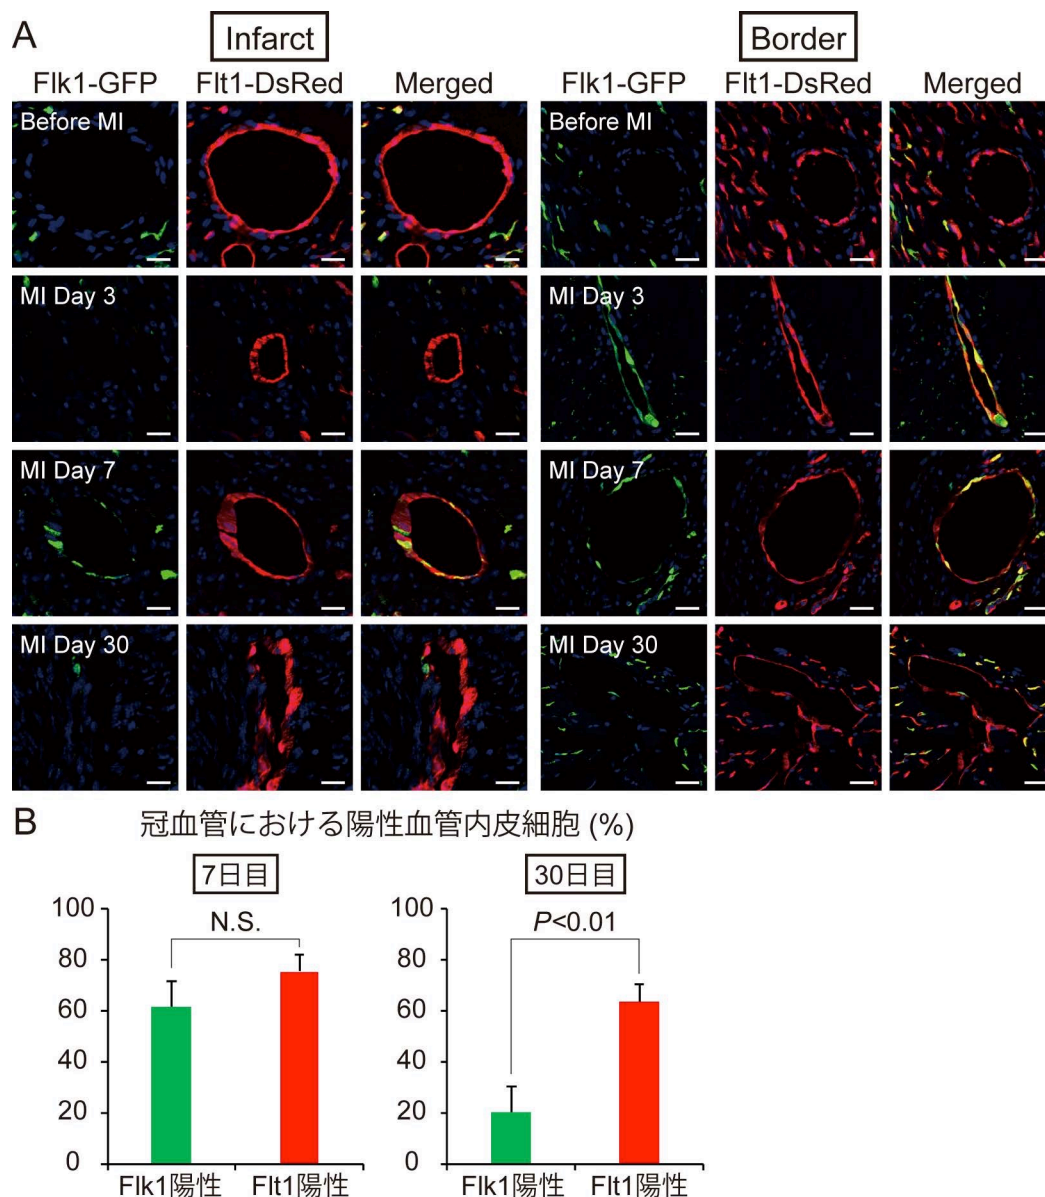 A
Infarct
Border
Flk1-GFP Flt1-DsRed Merged Flk1-GFP Flt1-DsRed Merged
Before MI Before MI
MI Day 3 MI Day 3
MI Day 7 MI Day 7
MI Day 30 MI Day 30
B
冠血管における陽性血管内皮細胞 (%)
7日目
100
80
60
40
20
0
N.S.
Flk1陽性 Flt1陽性
30日目
100
80
60
40
20
0
P<0.01
Flk1陽性 Flt1陽性